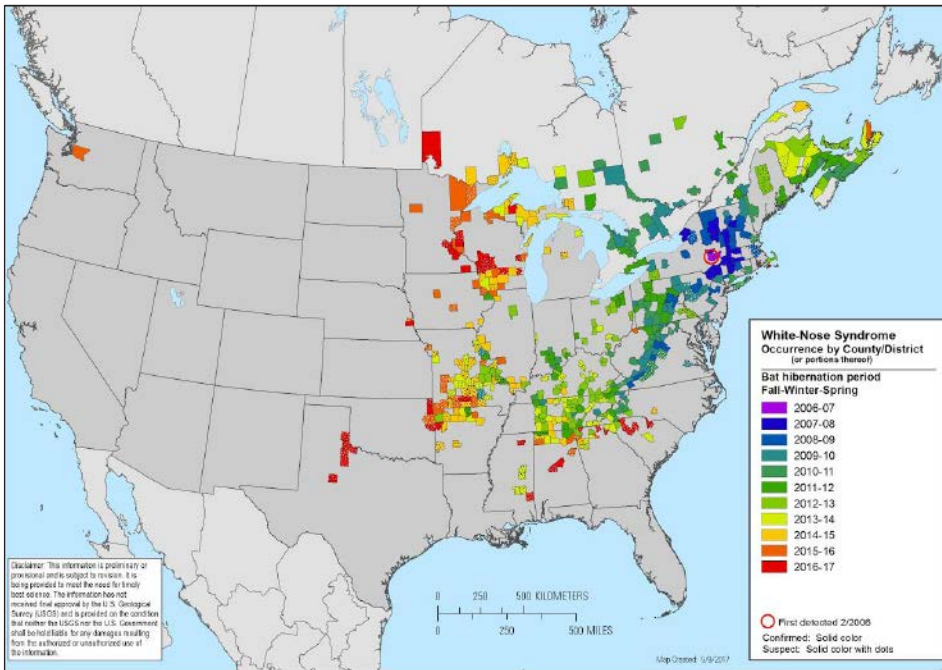 White-Nose Syndrome
Occurrence by County/District
(or portions thereof)
Bat hibernation period
Fall-Winter-Spring
2006-07
2007-08
2008-09
2009-10
2010-11
2011-12
2012-13
2013-14
2014-15
2015-16
2016-17
First detected 2/2006
Confirmed: Solid color
Suspect: Solid color with dots
Disclaimer: This information is preliminary or
provisional and is subject to revision. It is
being provided to meet the need for timely
best science. The information has not
received final approval by the U.S. Geological
Survey (USGS) and is provided on the condition
that neither the USGS nor the U.S. Government
shall be held liable for any damages resulting
from the authorized or unauthorized use of
the information.
0 250 500 KILOMETERS
0 250 500 MILES
Map Created: 5/9/2017